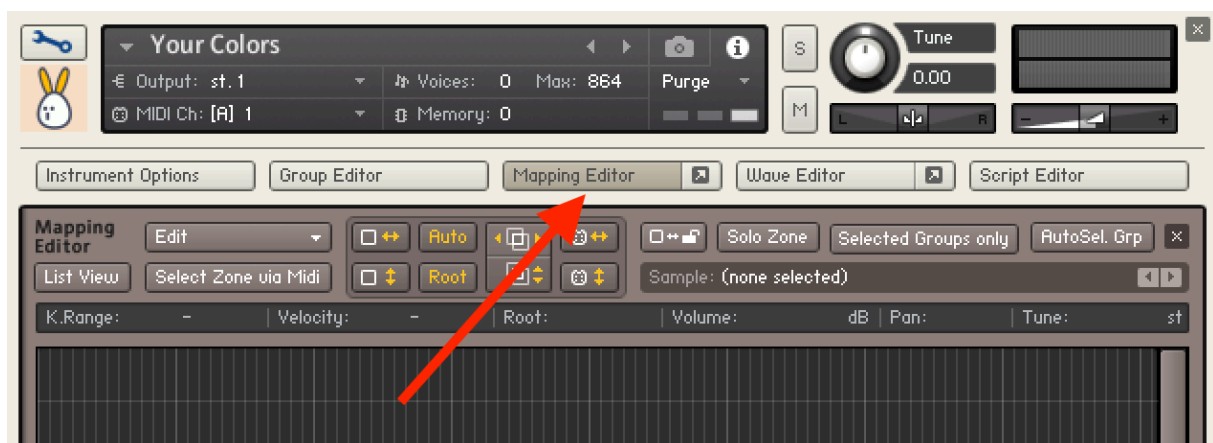 Your Colors
Output: st.1
Voices: 0 Max: 864
Purge
MIDI Ch: [A] 1
Memory: 0
S
M
Tune
0.00
L R
- +
Instrument Options
Group Editor
Mapping Editor
Wave Editor
Script Editor
Mapping
Editor
Edit
Auto
Solo Zone
Selected Groups only
AutoSel. Grp
List View
Select Zone via Midi
Root
Sample: (none selected)
K.Range: - Velocity: - Root: Volume: dB Pan: Tune: st